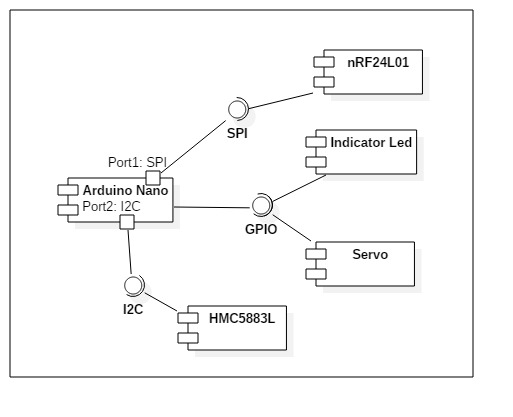 nRF24L01
SPI
Indicator Led
Port1: SPI
Arduino Nano
Port2: I2C
GPIO
Servo
I2C
HMC5883L